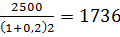 2500/(1+0,2)2 = 1736